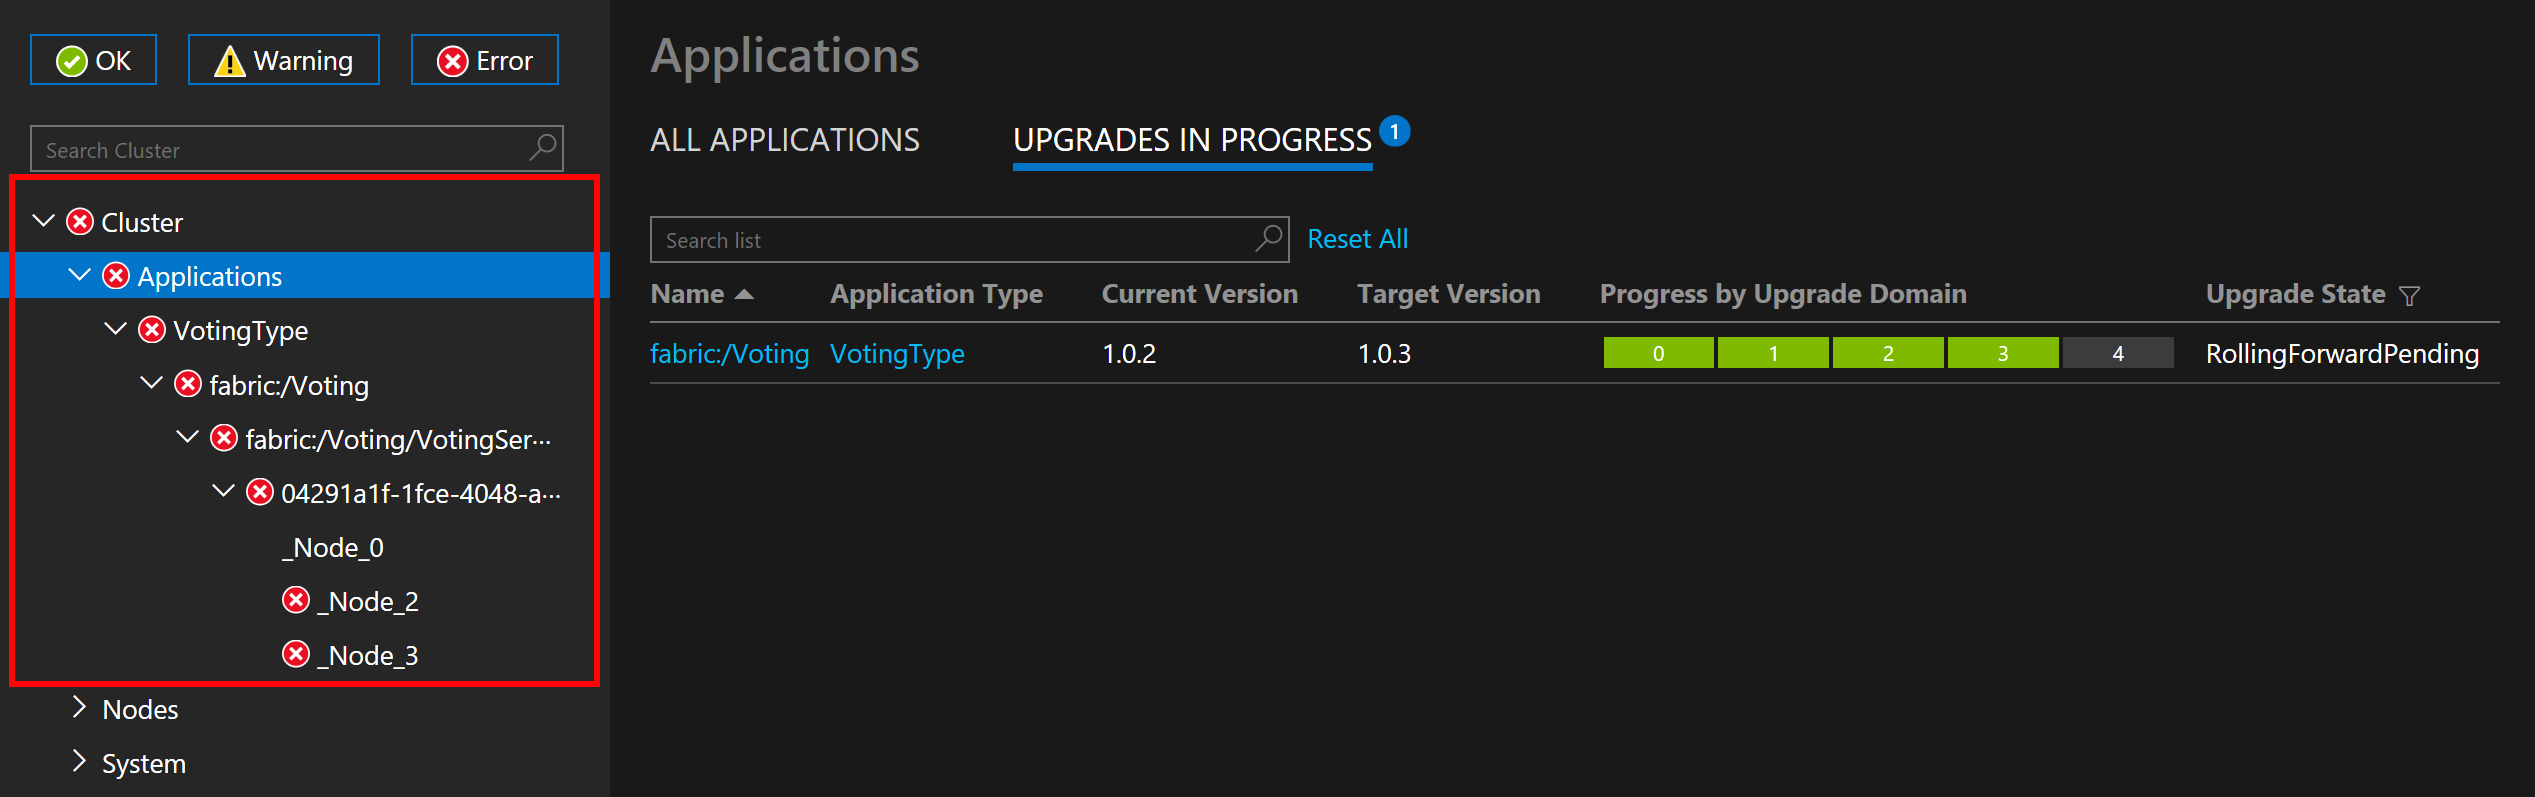 OK
Warning
Error
Search Cluster
Cluster
Applications
VotingType
fabric:/Voting
fabric:/Voting/VotingSer···
04291a1f-1fce-4048-a···
_Node_0
_Node_2
_Node_3
Nodes
System
Applications
ALL APPLICATIONS UPGRADES IN PROGRESS 1
Search list Reset All
Name Application Type Current Version Target Version Progress by Upgrade Domain Upgrade State
fabric:/Voting VotingType 1.0.2 1.0.3 0 1 2 3 4 RollingForwardPending